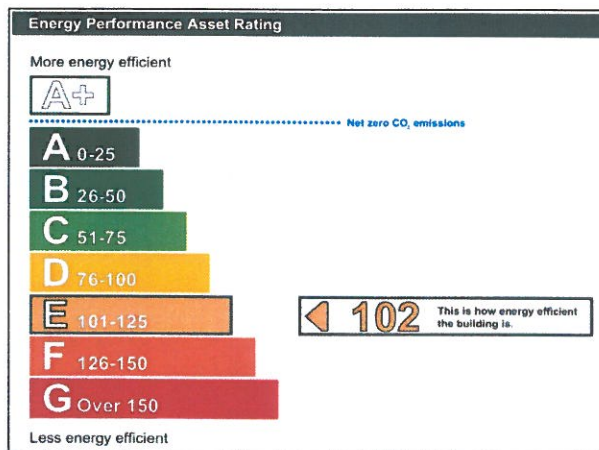 Energy Performance Asset Rating
More energy efficient
A+
Net zero CO₂ emissions
A 0-25
B 26-50
C 51-75
D 76-100
E 101-125
102 This is how energy efficient
the building is.
F 126-150
G Over 150
Less energy efficient